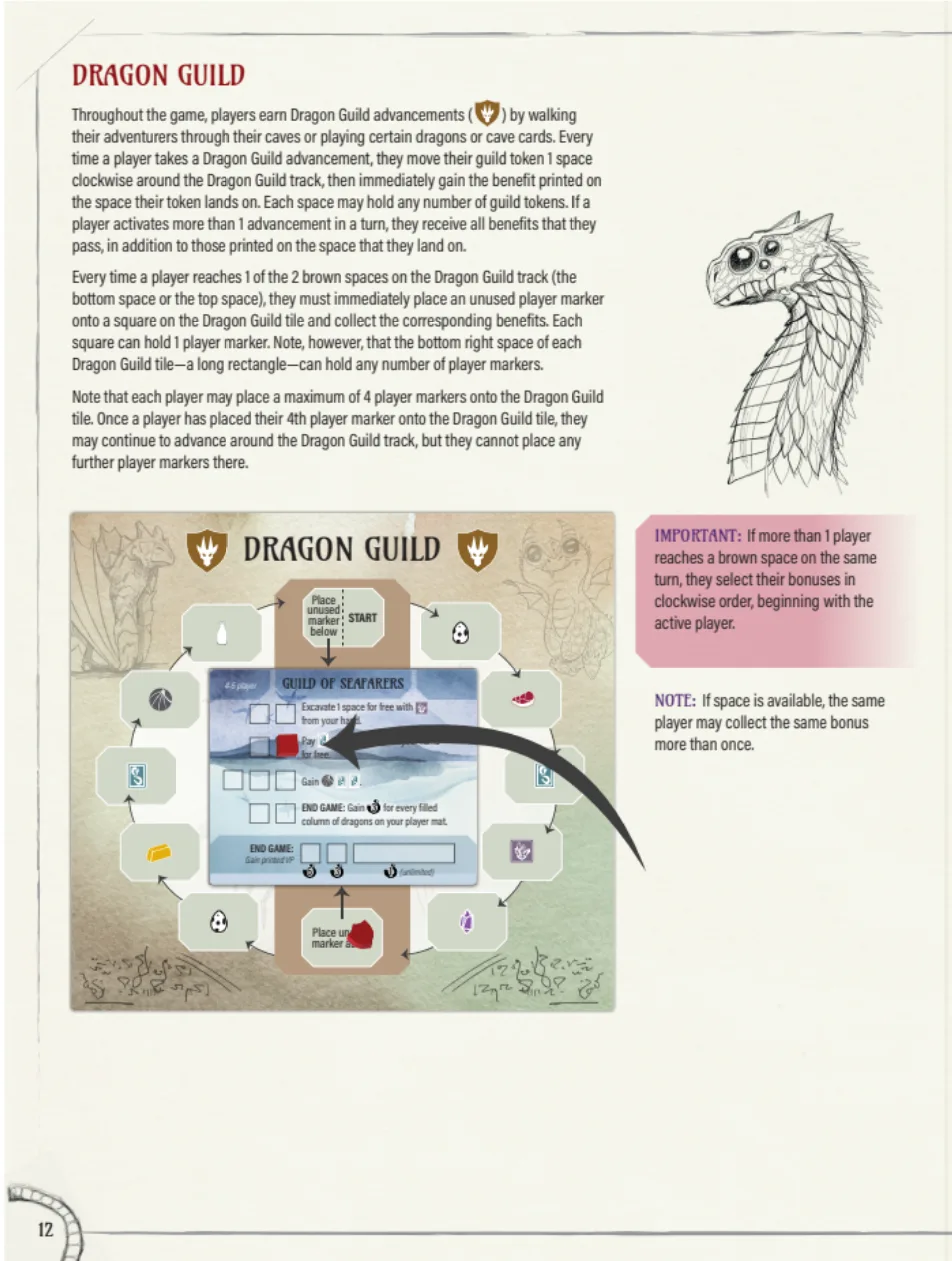 DRAGON GUILD
Throughout the game, players earn Dragon Guild advancements ( ) by walking
their adventurers through their caves or playing certain dragons or cave cards. Every
time a player takes a Dragon Guild advancement, they move their guild token 1 space
clockwise around the Dragon Guild track, then immediately gain the benefit printed on
the space their token lands on. Each space may hold any number of guild tokens. If a
player activates more than 1 advancement in a turn, they receive all benefits that they
pass, in addition to those printed on the space that they land on.
Every time a player reaches 1 of the 2 brown spaces on the Dragon Guild track (the
bottom space or the top space), they must immediately place an unused player marker
onto a square on the Dragon Guild tile and collect the corresponding benefits. Each
square can hold 1 player marker. Note, however, that the bottom right space of each
Dragon Guild tile—a long rectangle—can hold any number of player markers.
Note that each player may place a maximum of 4 player markers onto the Dragon Guild
tile. Once a player has placed their 4th player marker onto the Dragon Guild tile, they
may continue to advance around the Dragon Guild track, but they cannot place any
further player markers there.
DRAGON GUILD
Place
unused
marker
below
START
GUILD OF SEAFARERS
Excavate 1 space for free with
from your hand.
Pay
for free.
Gain
END GAME: Gain 3 for every filled
column of dragons on your player mat.
END GAME:
Gain printed VP
(unlimited)
Place
marker
IMPORTANT: If more than 1 player
reaches a brown space on the same
turn, they select their bonuses in
clockwise order, beginning with the
active player.
NOTE: If space is available, the same
player may collect the same bonus
more than once.
12